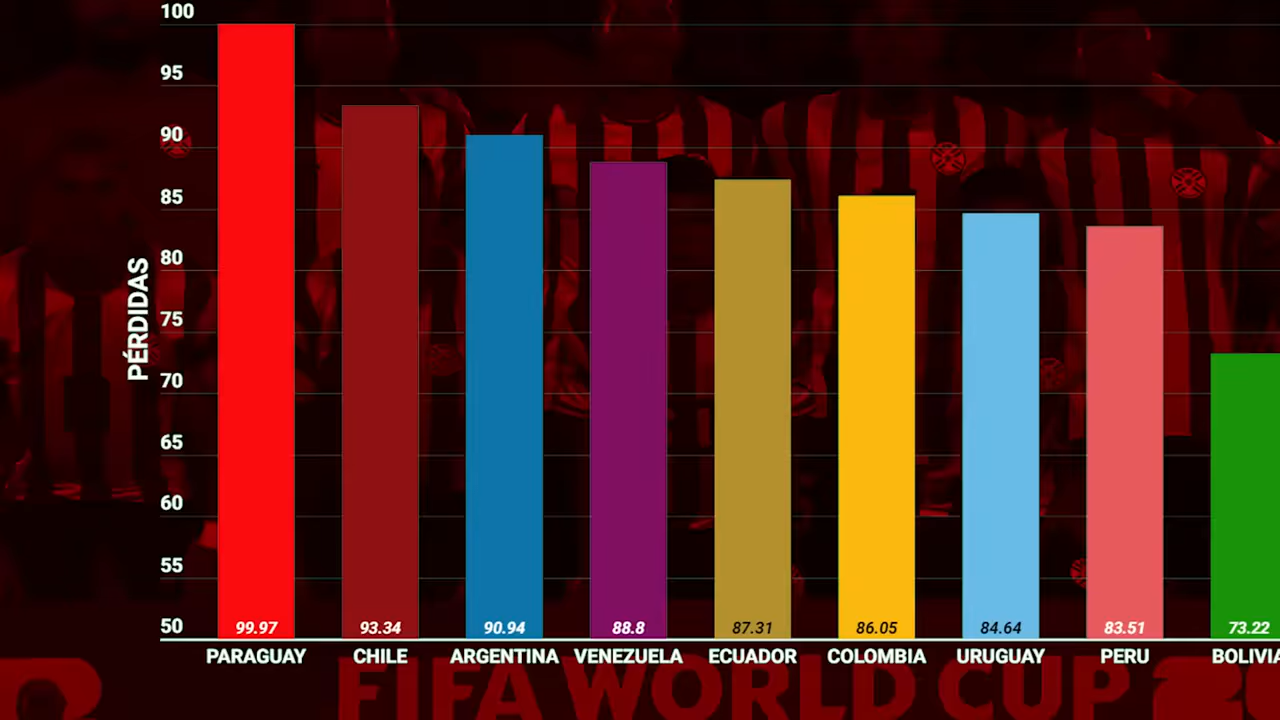 100
95
90
85
80
75
70
65
60
55
50
PÉRDIDAS
99.97 93.34 90.94 88.8 87.31 86.05 84.64 83.51 73.22
PARAGUAY CHILE ARGENTINA VENEZUELA ECUADOR COLOMBIA URUGUAY PERU BOLIVIA
FIFA WORLD CUP